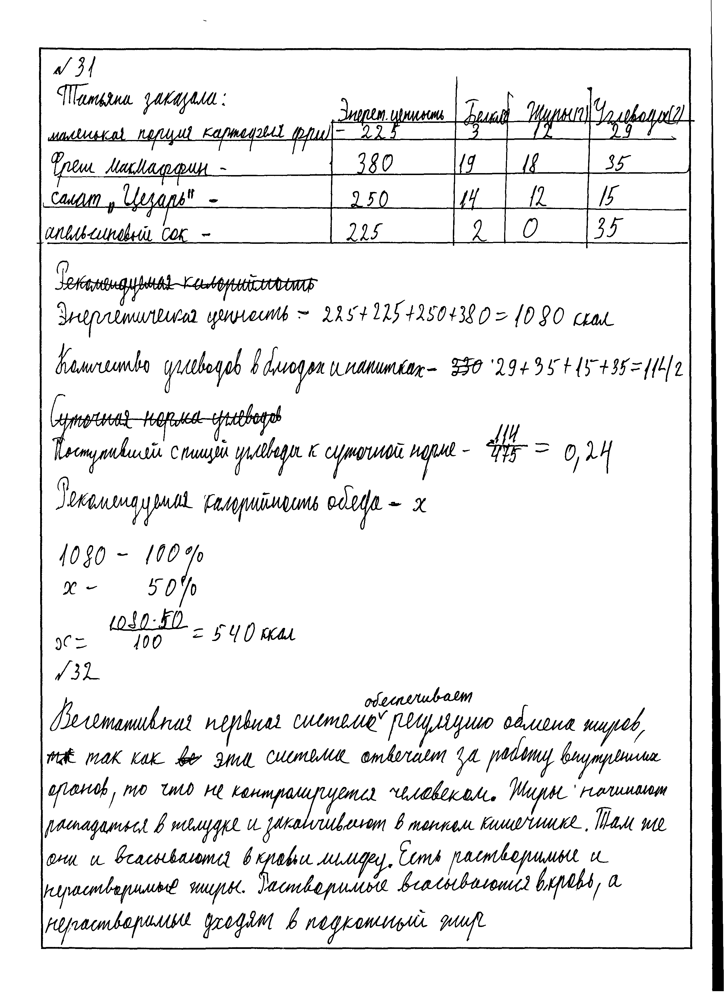 № 31
Татьяна заказала:
Энергет. ценность Белки Жиры(г) Углеводы(г)
маленькая порция картофеля фри - 225 3 12 29
Фреш макмаффин - 380 19 18 35
салат „Цезарь" - 250 14 12 15
апельсиновый сок - 225 2 0 35
Рекомендуемая калорийность
Энергетическая ценность - 225+225+250+380=1080 ккал
Количество углеводов в блюдах и напитках - 330 29+35+15+35=114/2
Суточная норма углеводов
Поступившей с пищей углеводы к суточной норме - 114/475 = 0,24
Рекомендуемая калорийность обеда - х
1080 - 100%
х - 50%
х = 1080·50/100 = 540 ккал
№32
обеспечивает
Вегетативная нервная система регуляцию обмена жиров,
так как ве эта система отвечает за работу внутренних
органов, то что не контролируется человеком. Жиры начинают
распадаться в желудке и заканчивают в тонком кишечнике. Там же
они и всасываются в кровь и лимфу. Есть растворимые и
нерастворимые жиры. Растворимые всасываются в кровь, а
нерастворимые уходят в подкожный жир